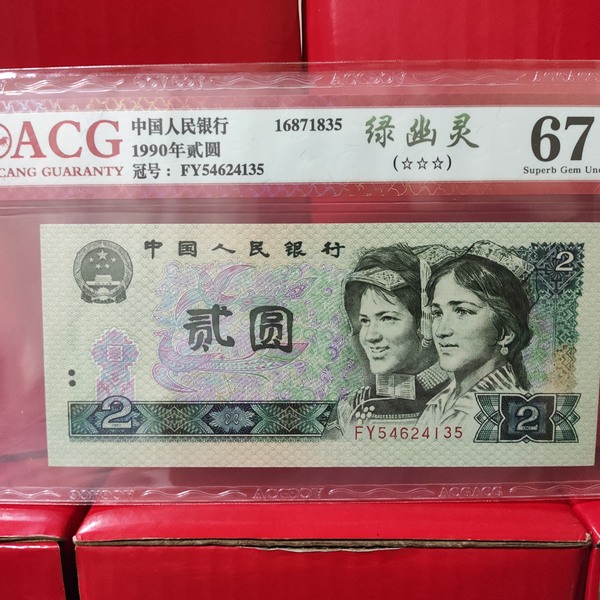 ACG
CANG GUARANTY
中国人民银行
1990年贰圆
冠号：FY54624135
16871835
绿幽灵
(☆☆☆)
67
Superb Gem Unc
中国人民银行
2
贰圆
2
FY54624135
2
ACGACG